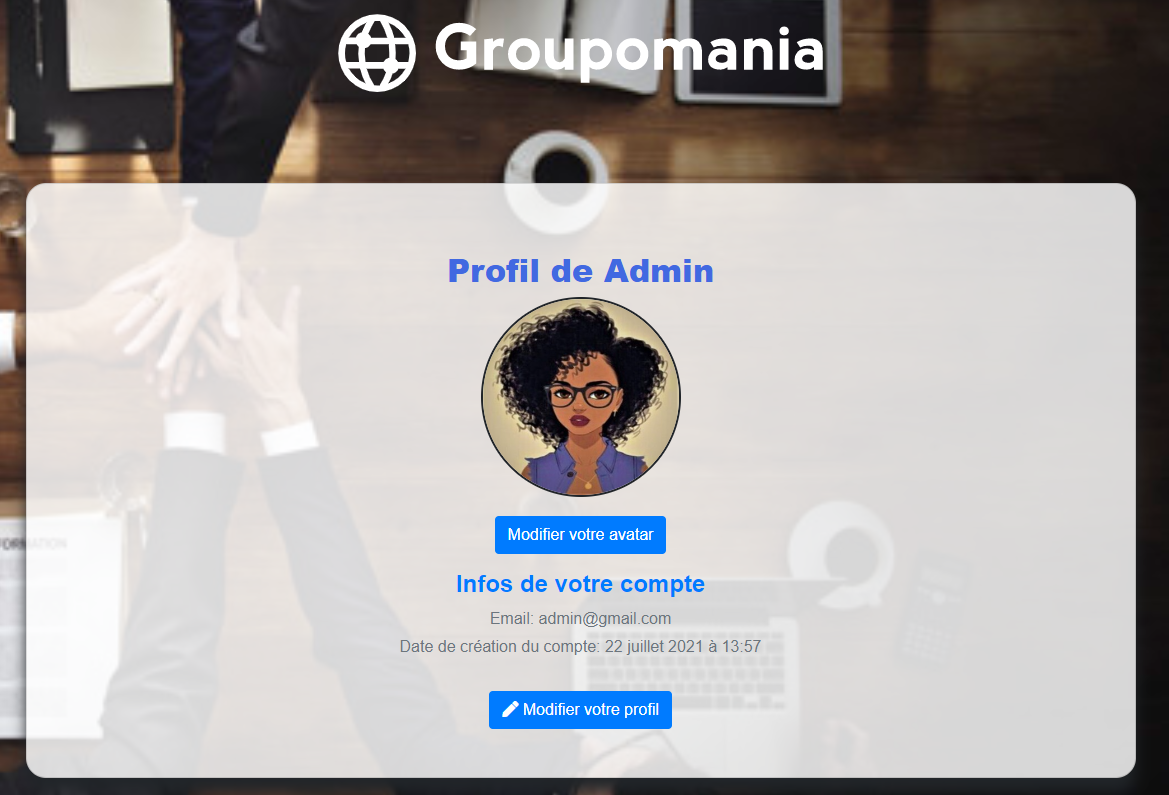 Groupomania
Profil de Admin
Modifier votre avatar
Infos de votre compte
FORMATION
Email: admin@gmail.com
Date de création du compte: 22 juillet 2021 à 13:57
Modifier votre profil